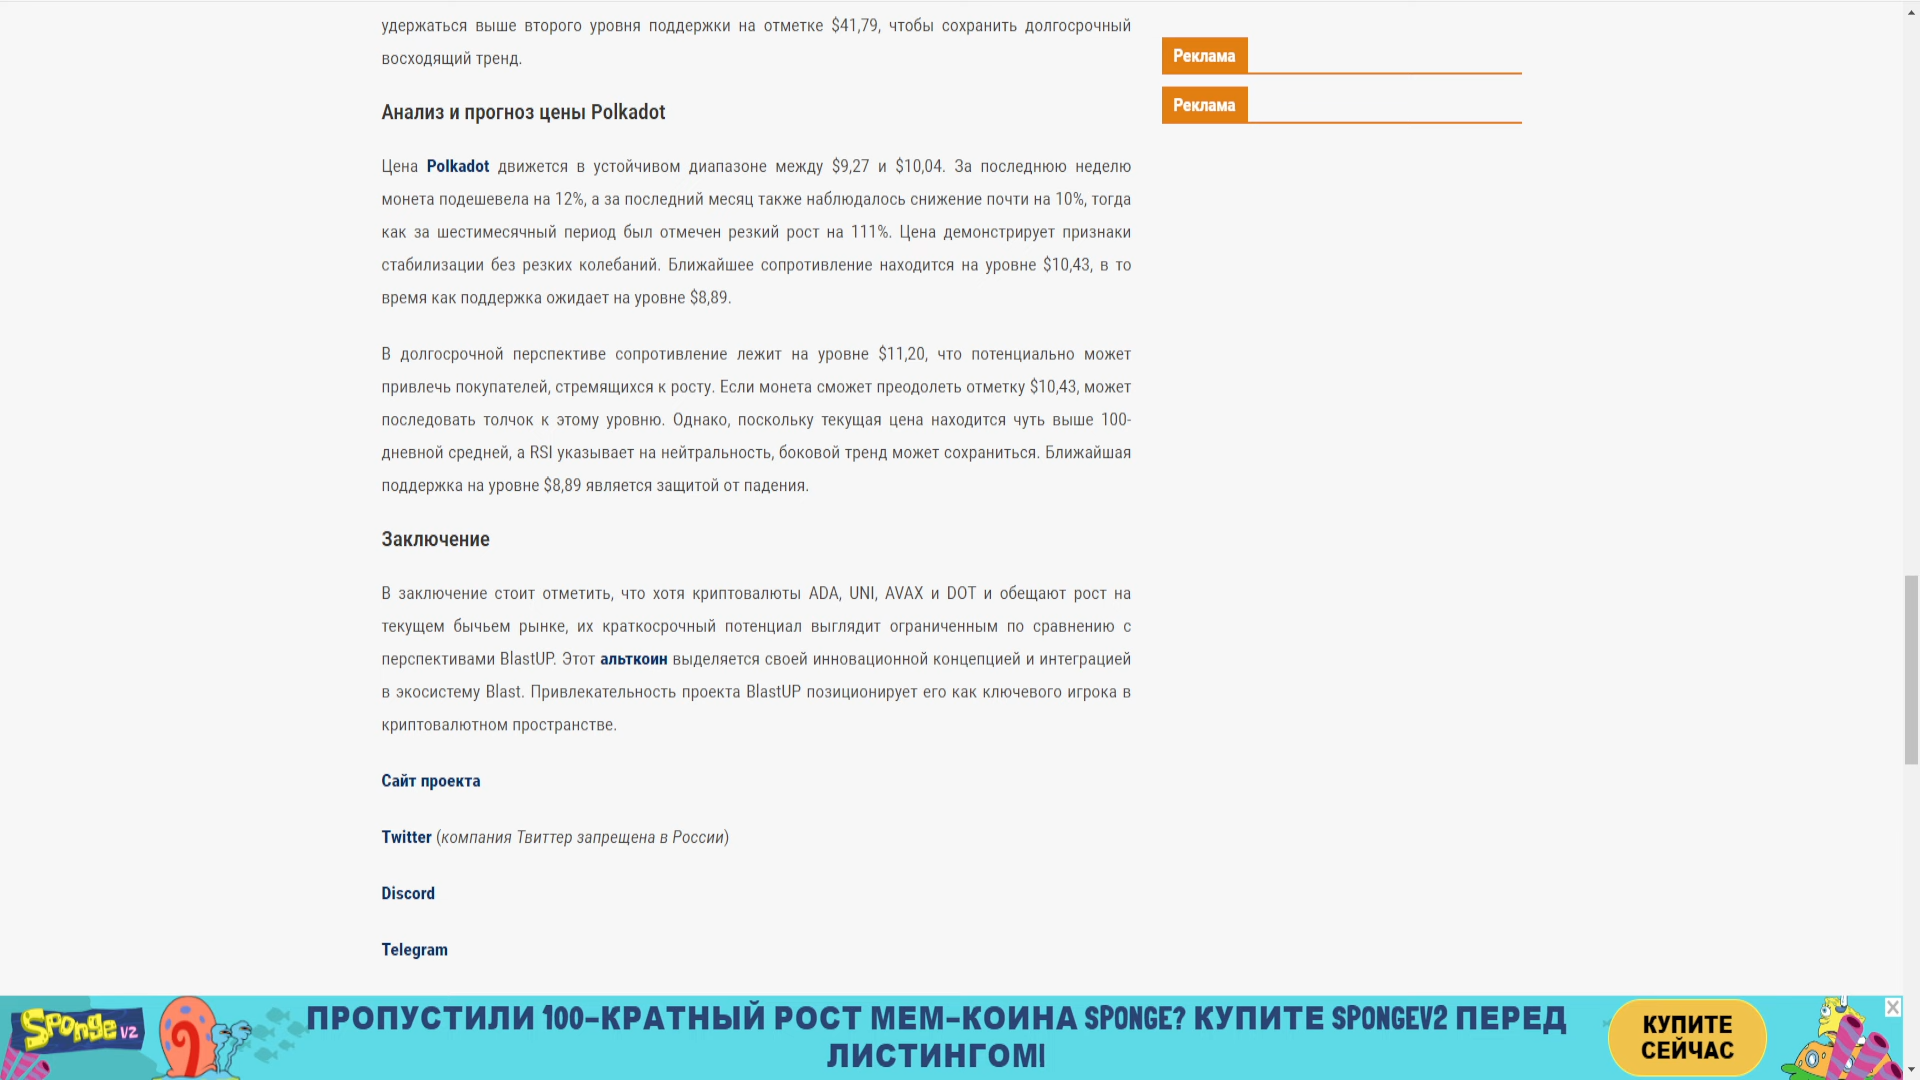 удержаться выше второго уровня поддержки на отметке $41,79, чтобы сохранить долгосрочный
восходящий тренд.
Реклама
Реклама
Анализ и прогноз цены Polkadot
Цена Polkadot движется в устойчивом диапазоне между $9,27 и $10,04. За последнюю неделю
монета подешевела на 12%, а за последний месяц также наблюдалось снижение почти на 10%, тогда
как за шестимесячный период был отмечен резкий рост на 111%. Цена демонстрирует признаки
стабилизации без резких колебаний. Ближайшее сопротивление находится на уровне $10,43, в то
время как поддержка ожидает на уровне $8,89.
В долгосрочной перспективе сопротивление лежит на уровне $11,20, что потенциально может
привлечь покупателей, стремящихся к росту. Если монета сможет преодолеть отметку $10,43, может
последовать толчок к этому уровню. Однако, поскольку текущая цена находится чуть выше 100-
дневной средней, а RSI указывает на нейтральность, боковой тренд может сохраниться. Ближайшая
поддержка на уровне $8,89 является защитой от падения.
Заключение
В заключение стоит отметить, что хотя криптовалюты ADA, UNI, AVAX и DOT и обещают рост на
текущем бычьем рынке, их краткосрочный потенциал выглядит ограниченным по сравнению с
перспективами BlastUP. Этот альткоин выделяется своей инновационной концепцией и интеграцией
в экосистему Blast. Привлекательность проекта BlastUP позиционирует его как ключевого игрока в
криптовалютном пространстве.
Сайт проекта
Twitter (компания Твиттер запрещена в России)
Discord
Telegram
Sponge V2
ПРОПУСТИЛИ 100-КРАТНЫЙ РОСТ МЕМ-КОИНА SPONGE? КУПИТЕ SPONGEV2 ПЕРЕД
ЛИСТИНГОМ!
КУПИТЕ
СЕЙЧАС